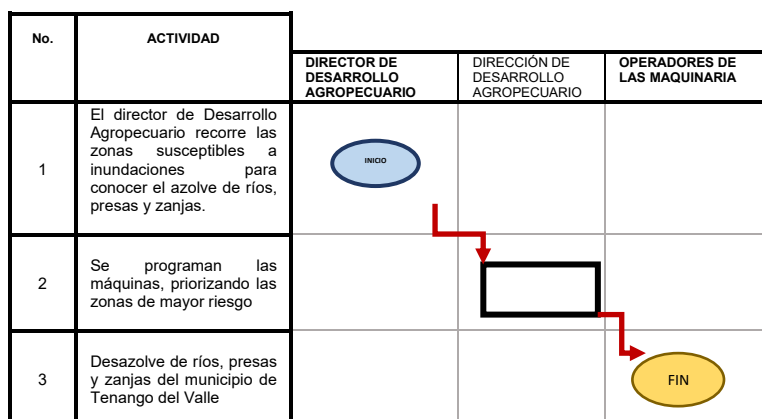 No.
ACTIVIDAD
DIRECTOR DE
DESARROLLO
AGROPECUARIO
DIRECCIÓN DE
DESARROLLO
AGROPECUARIO
OPERADORES DE
LAS MAQUINARIA
1
El director de Desarrollo
Agropecuario recorre las
zonas susceptibles a
inundaciones para
conocer el azolve de ríos,
presas y zanjas.
INICIO
2
Se programan las
máquinas, priorizando las
zonas de mayor riesgo
3
Desazolve de ríos, presas
y zanjas del municipio de
Tenango del Valle
FIN